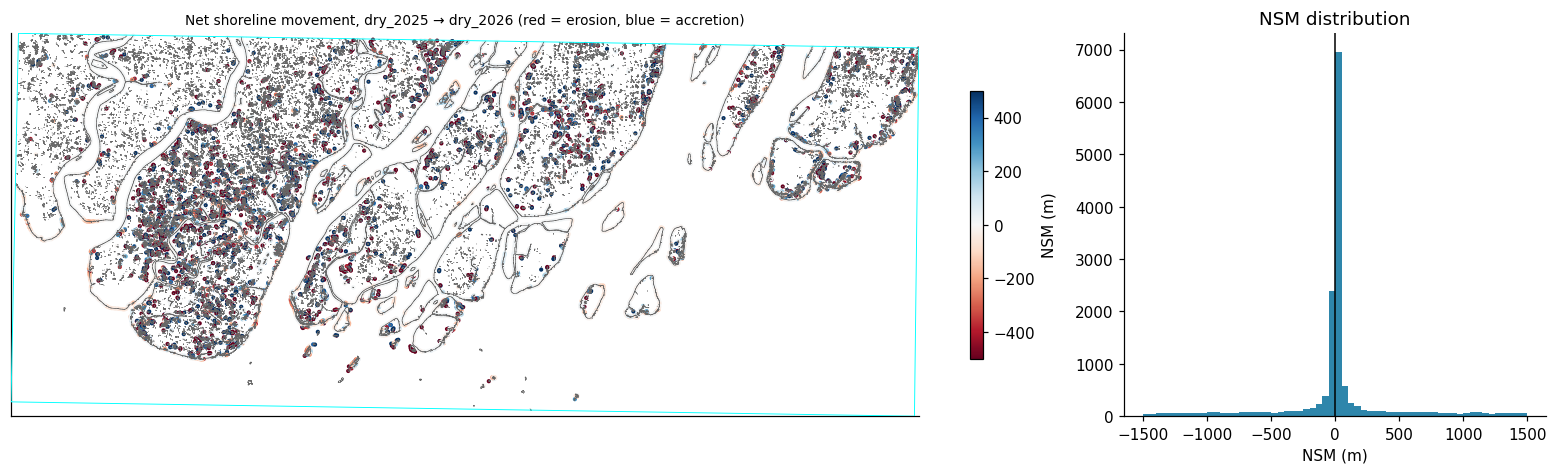 Net shoreline movement, dry_2025 → dry_2026 (red = erosion, blue = accretion)
400
200
0
−200
−400
NSM (m)
NSM distribution
7000
6000
5000
4000
3000
2000
1000
0
−1500 −1000 −500 0 500 1000 1500
NSM (m)